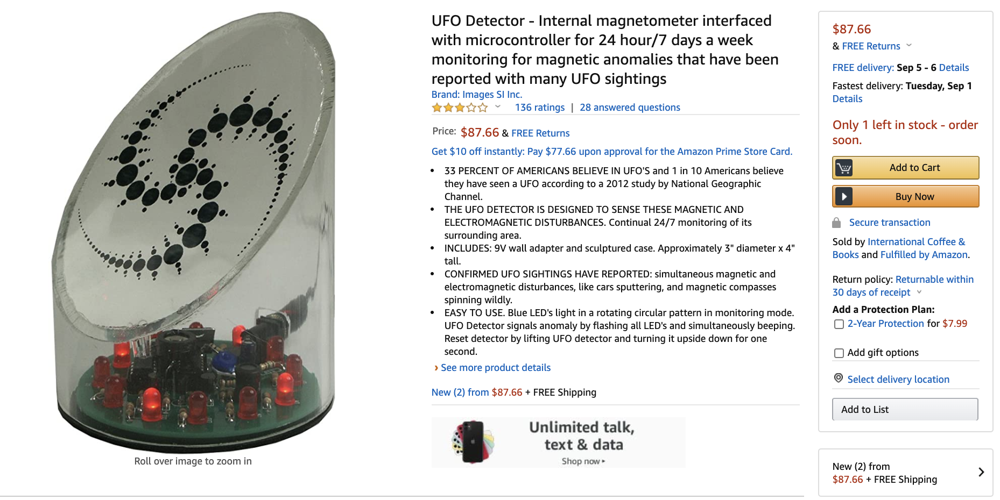 UFO Detector - Internal magnetometer interfaced
with microcontroller for 24 hour/7 days a week
monitoring for magnetic anomalies that have been
reported with many UFO sightings
Brand: Images SI Inc.
136 ratings | 28 answered questions
Price: $87.66 & FREE Returns
Get $10 off instantly: Pay $77.66 upon approval for the Amazon Prime Store Card.
• 33 PERCENT OF AMERICANS BELIEVE IN UFO'S and 1 in 10 Americans believe
they have seen a UFO according to a 2012 study by National Geographic
Channel.
• THE UFO DETECTOR IS DESIGNED TO SENSE THESE MAGNETIC AND
ELECTROMAGNETIC DISTURBANCES. Continual 24/7 monitoring of its
surrounding area.
• INCLUDES: 9V wall adapter and sculptured case. Approximately 3" diameter x 4"
tall.
• CONFIRMED UFO SIGHTINGS HAVE REPORTED: simultaneous magnetic and
electromagnetic disturbances, like cars sputtering, and magnetic compasses
spinning wildly.
• EASY TO USE. Blue LED's light in a rotating circular pattern in monitoring mode.
UFO Detector signals anomaly by flashing all LED's and simultaneously beeping.
Reset detector by lifting UFO detector and turning it upside down for one
second.
› See more product details
New (2) from $87.66 + FREE Shipping
Unlimited talk,
text & data
Shop now
Roll over image to zoom in
$87.66
& FREE Returns
FREE delivery: Sep 5 - 6 Details
Fastest delivery: Tuesday, Sep 1
Details
Only 1 left in stock - order
soon.
Add to Cart
Buy Now
Secure transaction
Sold by International Coffee &
Books and Fulfilled by Amazon.
Return policy: Returnable within
30 days of receipt
Add a Protection Plan:
2-Year Protection for $7.99
Add gift options
Select delivery location
Add to List
New (2) from
$87.66 + FREE Shipping